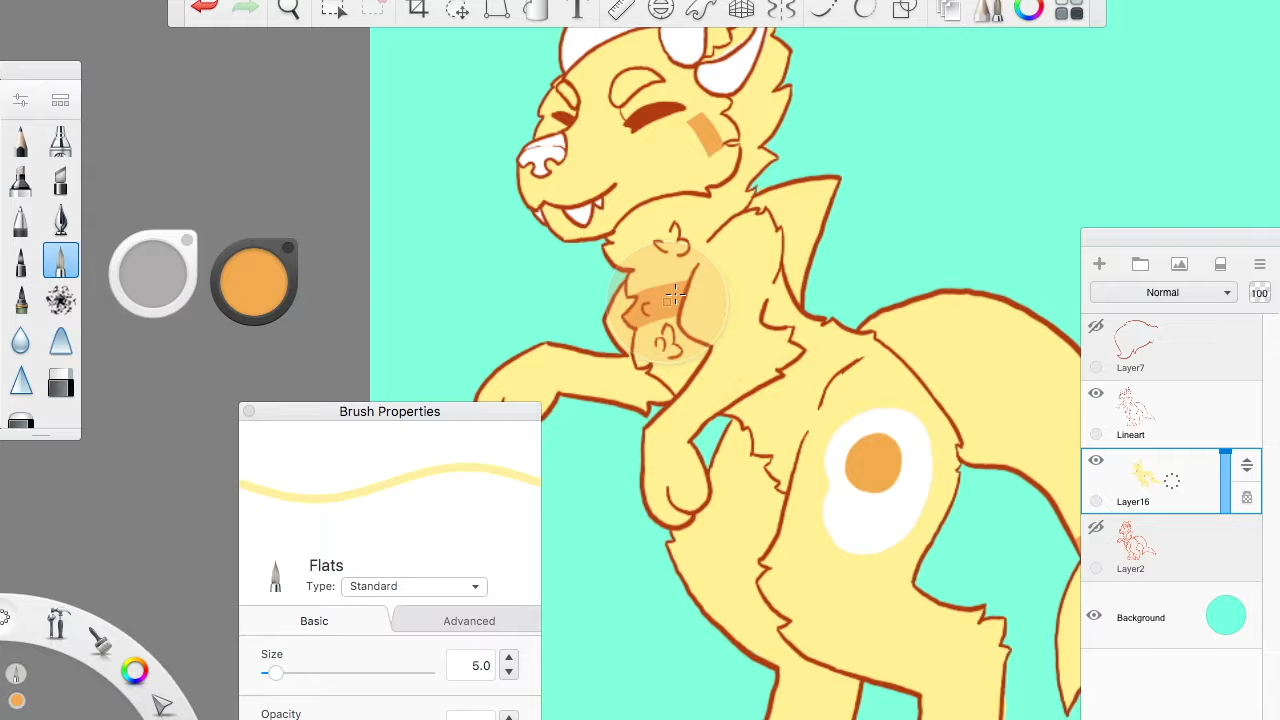 Brush Properties
Flats
Type: Standard
Basic Advanced
Size 5.0
Opacity
Normal 100
Layer7
Lineart
Layer16
Layer2
Background